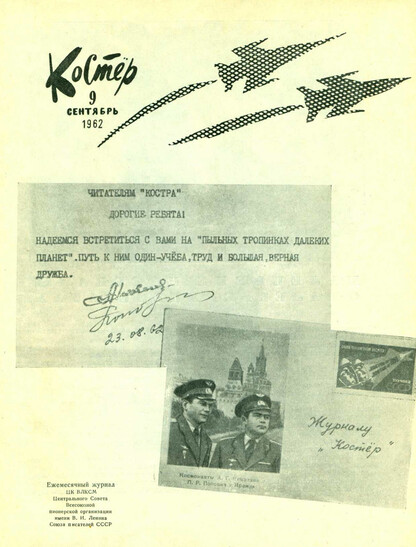 Костёр
9
СЕНТЯБРЬ
1962
ЧИТАТЕЛЯМ "КОСТРА"
ДОРОГИЕ РЕБЯТА!
НАДЕЕМСЯ ВСТРЕТИТЬСЯ С ВАМИ НА "ПЫЛЬНЫХ ТРОПИНКАХ ДАЛЕКИХ
ПЛАНЕТ".ПУТЬ К НИМ ОДИН-УЧЁБА,ТРУД И БОЛЬШАЯ,ВЕРНАЯ
ДРУЖБА.
23.08.62
Журналу
"Костёр"
Космонавты
Ежемесячный журнал
ЦК ВЛКСМ
Центрального Совета
Всесоюзной
пионерской организации
имени В. И. Ленина
Союза писателей СССР